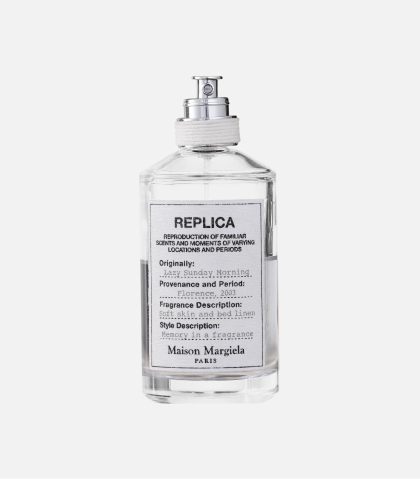 REPLICA
REPRODUCTION OF FAMILIAR
SCENTS AND MOMENTS OF VARYING
LOCATIONS AND PERIODS
Originally:
Lazy Sunday Morning
Provenance and Period:
Florence, 2003
Fragrance Description:
Soft skin and bed linen
Style Description:
Memory in a fragrance
Maison Margiela
PARIS